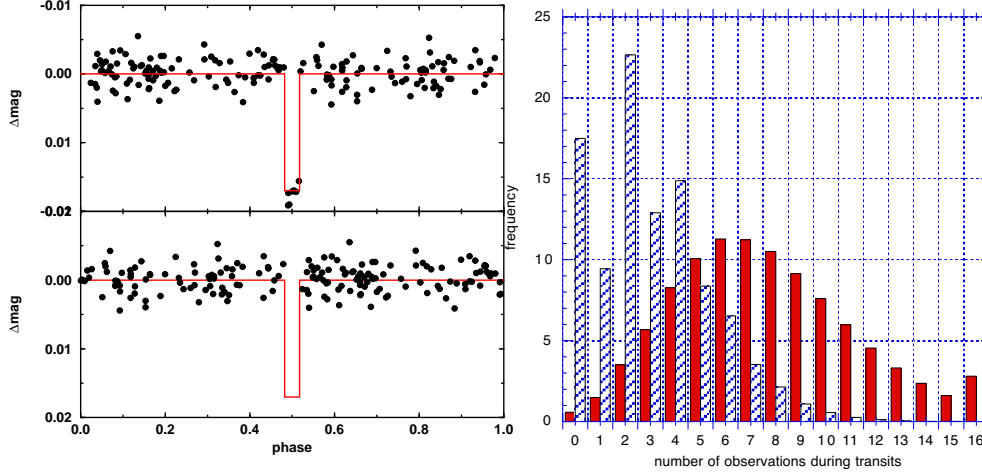 -0.01
0.00
Δmag
0.01
-0.02
0.00
Δmag
0.01
0.02
0.0 0.2 0.4 0.6 0.8 1.0
phase
25
20
15
frequency
10
5
0
0 1 2 3 4 5 6 7 8 9 10 11 12 13 14 15 16
number of observations during transits